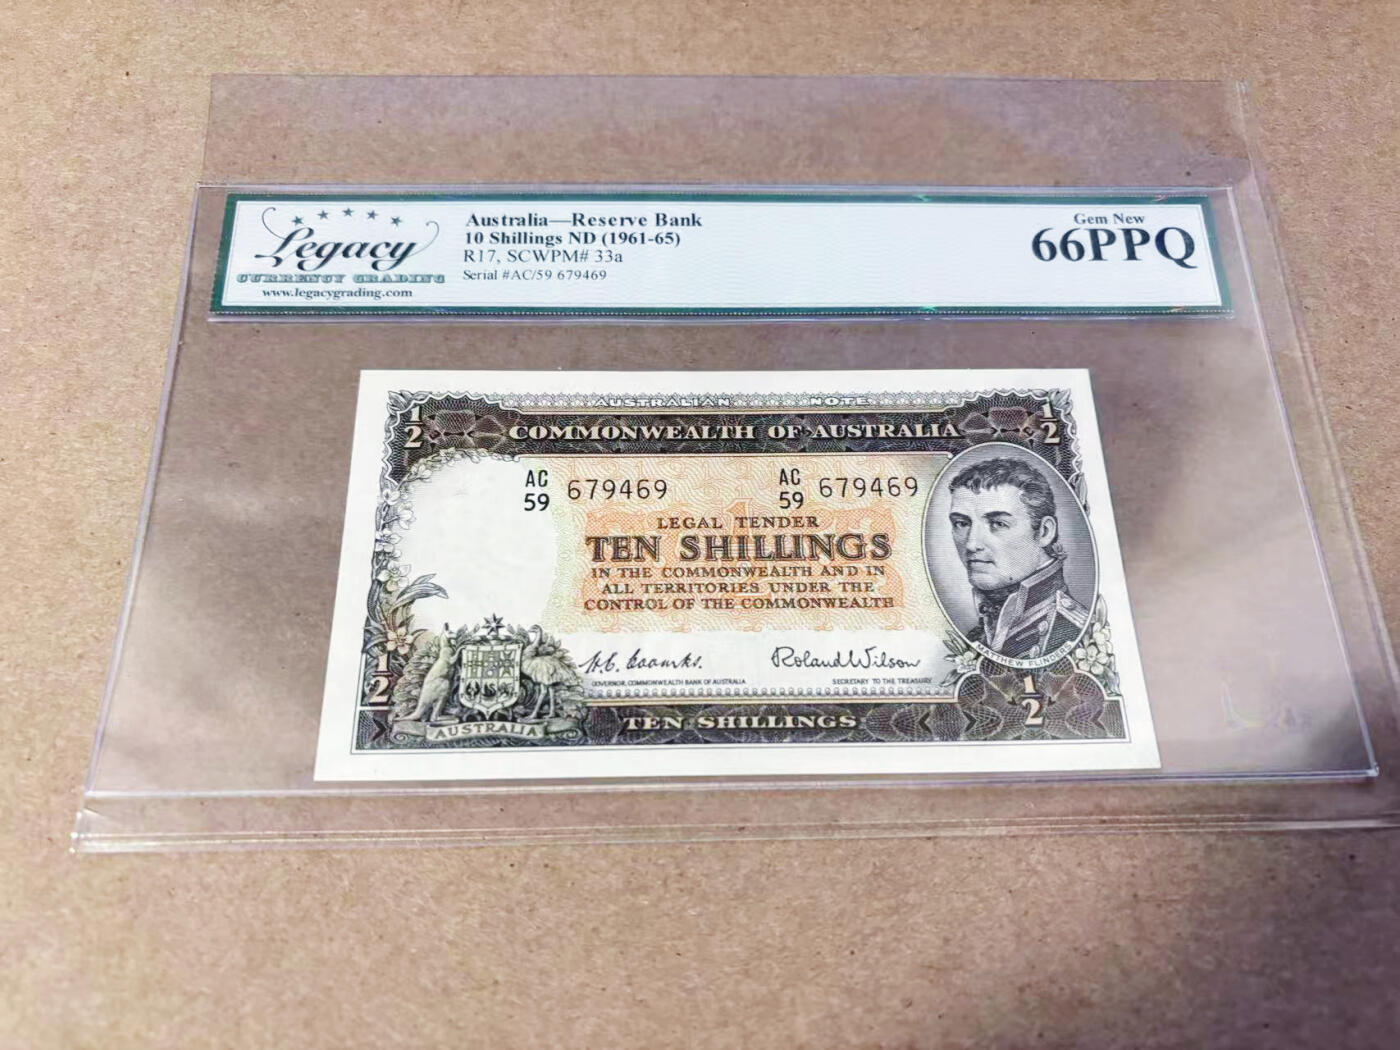 Legacy
CURRENCY GRADING
www.legacygrading.com
Australia—Reserve Bank
10 Shillings ND (1961-65)
R17, SCWPM# 33a
Serial #AC/59 679469
Gem New
66PPQ
AUSTRALIAN NOTE
1/2
COMMONWEALTH OF AUSTRALIA
1/2
AC 59 679469
AC 59 679469
LEGAL TENDER
TEN SHILLINGS
IN THE COMMONWEALTH AND IN
ALL TERRITORIES UNDER THE
CONTROL OF THE COMMONWEALTH
MATTHEW FLINDERS
H.C. Coombs.
GOVERNOR, COMMONWEALTH BANK OF AUSTRALIA
Roland Wilson
SECRETARY TO THE TREASURY
1/2
AUSTRALIA
TEN SHILLINGS
1/2